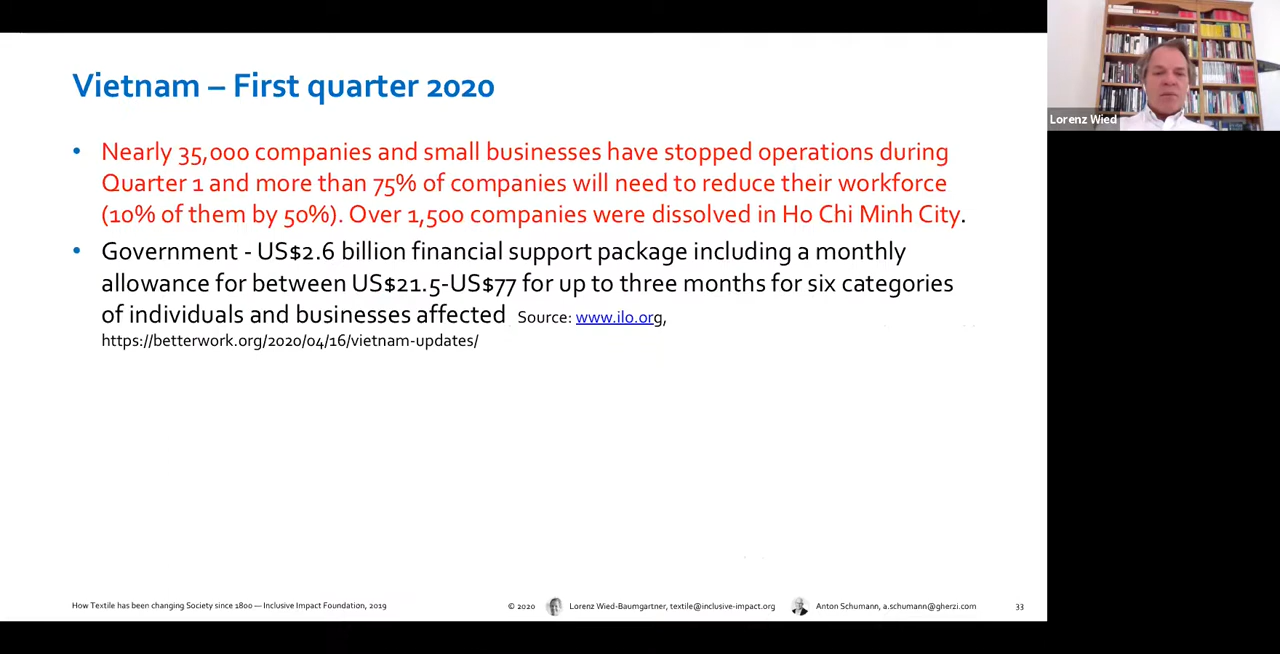 Vietnam – First quarter 2020
• Nearly 35,000 companies and small businesses have stopped operations during
Quarter 1 and more than 75% of companies will need to reduce their workforce
(10% of them by 50%). Over 1,500 companies were dissolved in Ho Chi Minh City.
• Government - US$2.6 billion financial support package including a monthly
allowance for between US$21.5-US$77 for up to three months for six categories
of individuals and businesses affected Source: www.ilo.org,
https://betterwork.org/2020/04/16/vietnam-updates/
Lorenz Wied
How Textile has been changing Society since 1800 — Inclusive Impact Foundation, 2019
© 2020 Lorenz Wied-Baumgartner, textile@inclusive-impact.org Anton Schumann, a.schumann@gherzi.com 33